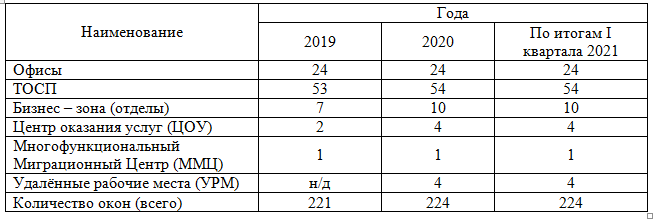 Наименование
Года
2019
2020
По итогам I
квартала 2021
Офисы 24 24 24
ТОСП 53 54 54
Бизнес – зона (отделы) 7 10 10
Центр оказания услуг (ЦОУ) 2 4 4
Многофункциональный
Миграционный Центр (ММЦ) 1 1 1
Удалённые рабочие места (УРМ) н/д 4 4
Количество окон (всего) 221 224 224